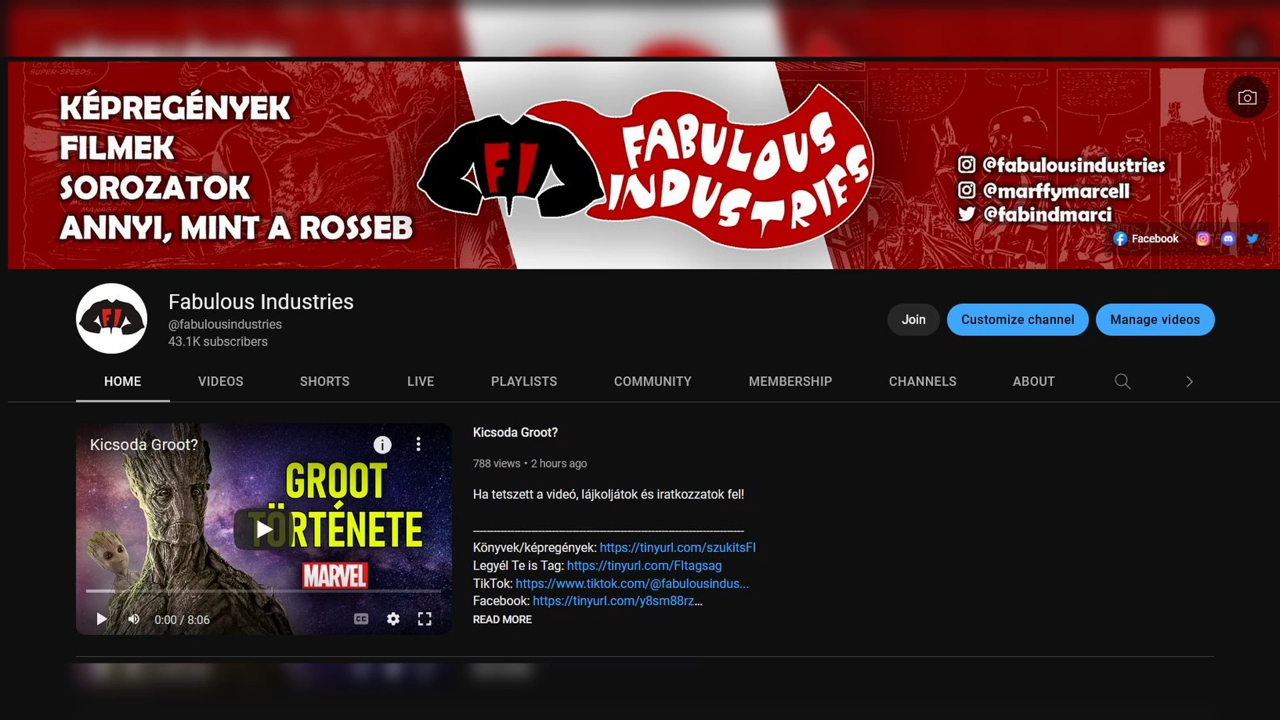 KÉPREGÉNYEK
FILMEK
SOROZATOK
ANNYI, MINT A ROSSEB
FI
FABULOUS
INDUSTRIES
@fabulousindustries
@marffymarcell
@fabindmarci
Facebook
FI
Fabulous Industries
@fabulousindustries
43.1K subscribers
Join
Customize channel
Manage videos
HOME
VIDEOS
SHORTS
LIVE
PLAYLISTS
COMMUNITY
MEMBERSHIP
CHANNELS
ABOUT
Kicsoda Groot?
GROOT
TÖRTÉNETE
MARVEL
0:00 / 8:06
CC
Kicsoda Groot?
788 views • 2 hours ago
Ha tetszett a videó, lájkoljátok és iratkozzatok fel!
Könyvek/képregények: https://tinyurl.com/szukitsFI
Legyél Te is Tag: https://tinyurl.com/FItagsag
TikTok: https://www.tiktok.com/@fabulousindus...
Facebook: https://tinyurl.com/y8sm88rz...
READ MORE